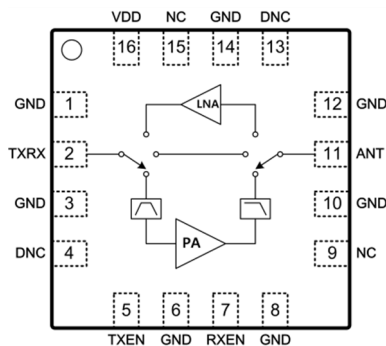 VDD NC GND DNC
16 15 14 13
LNA
GND 1 12 GND
TXRX 2 11 ANT
GND 3 10 GND
PA
DNC 4 9 NC
5 6 7 8
TXEN GND RXEN GND